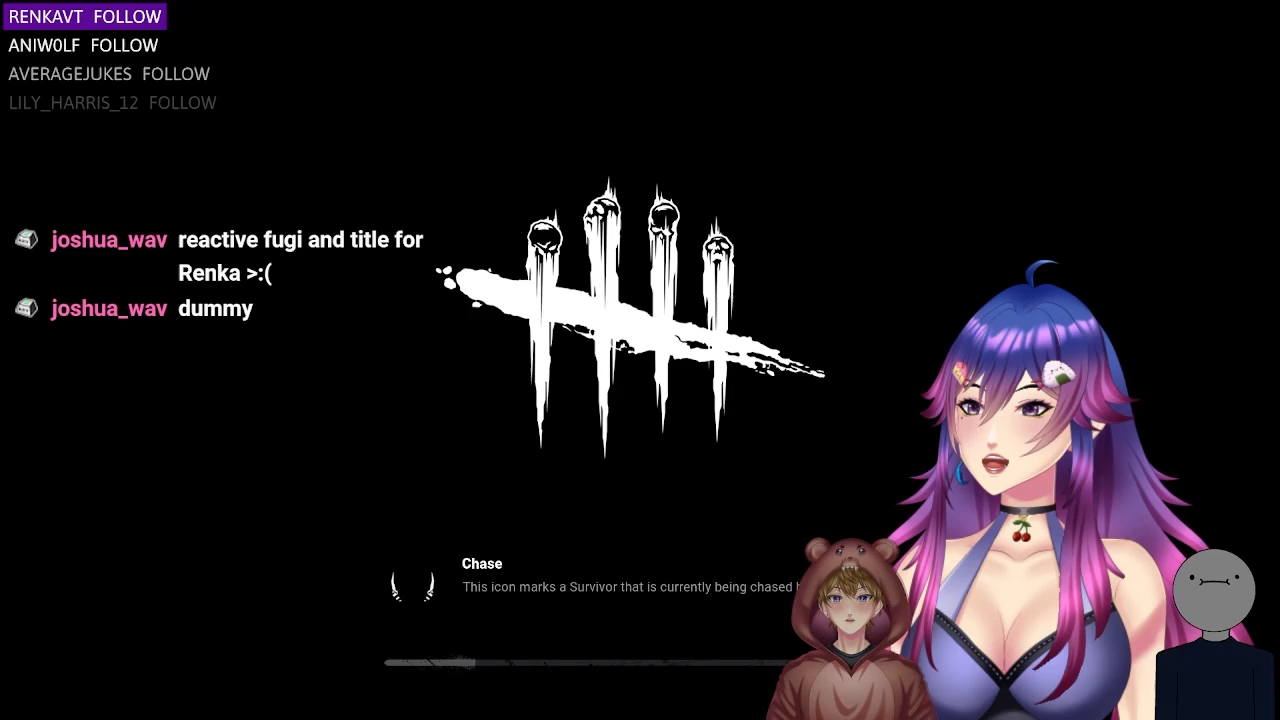 RENKAVT FOLLOW
ANIW0LF FOLLOW
AVERAGEJUKES FOLLOW
LILY_HARRIS_12 FOLLOW
joshua_wav reactive fugi and title for
Renka >:(
joshua_wav dummy
Chase
This icon marks a Survivor that is currently being chased